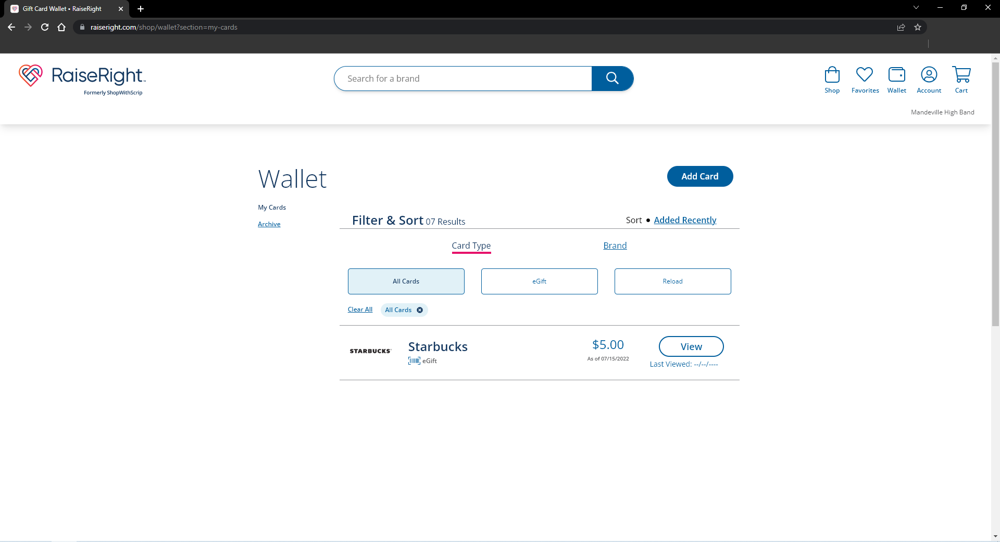 Gift Card Wallet • RaiseRight
raiseright.com/shop/wallet?section=my-cards
RaiseRight™
Formerly ShopWithScrip
Search for a brand
Shop
Favorites
Wallet
Account
Cart
Mandeville High Band
Wallet
Add Card
My Cards
Archive
Filter & Sort 07 Results
Sort • Added Recently
Card Type
Brand
All Cards
eGift
Reload
Clear All
All Cards
STARBUCKS®
Starbucks
eGift
$5.00
As of 07/15/2022
View
Last Viewed: --/--/----